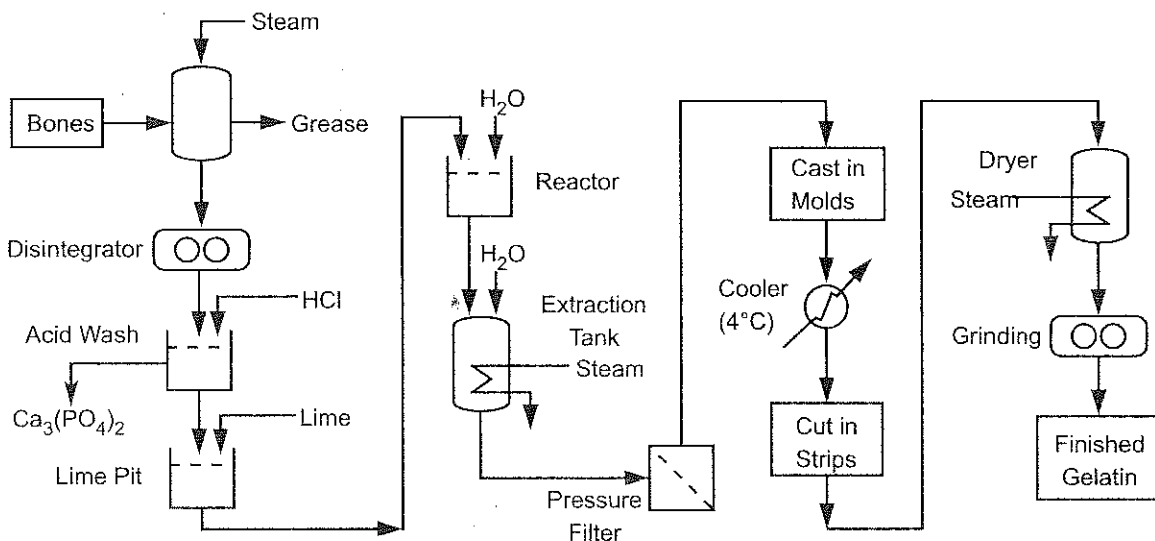 Steam
Bones
Grease
Disintegrator
HCl
Acid Wash
Ca3(PO4)2
Lime
Lime Pit
H2O
Reactor
H2O
Extraction
Tank
Steam
Pressure
Filter
Cast in
Molds
Cooler
(4°C)
Cut in
Strips
Dryer
Steam
Grinding
Finished
Gelatin